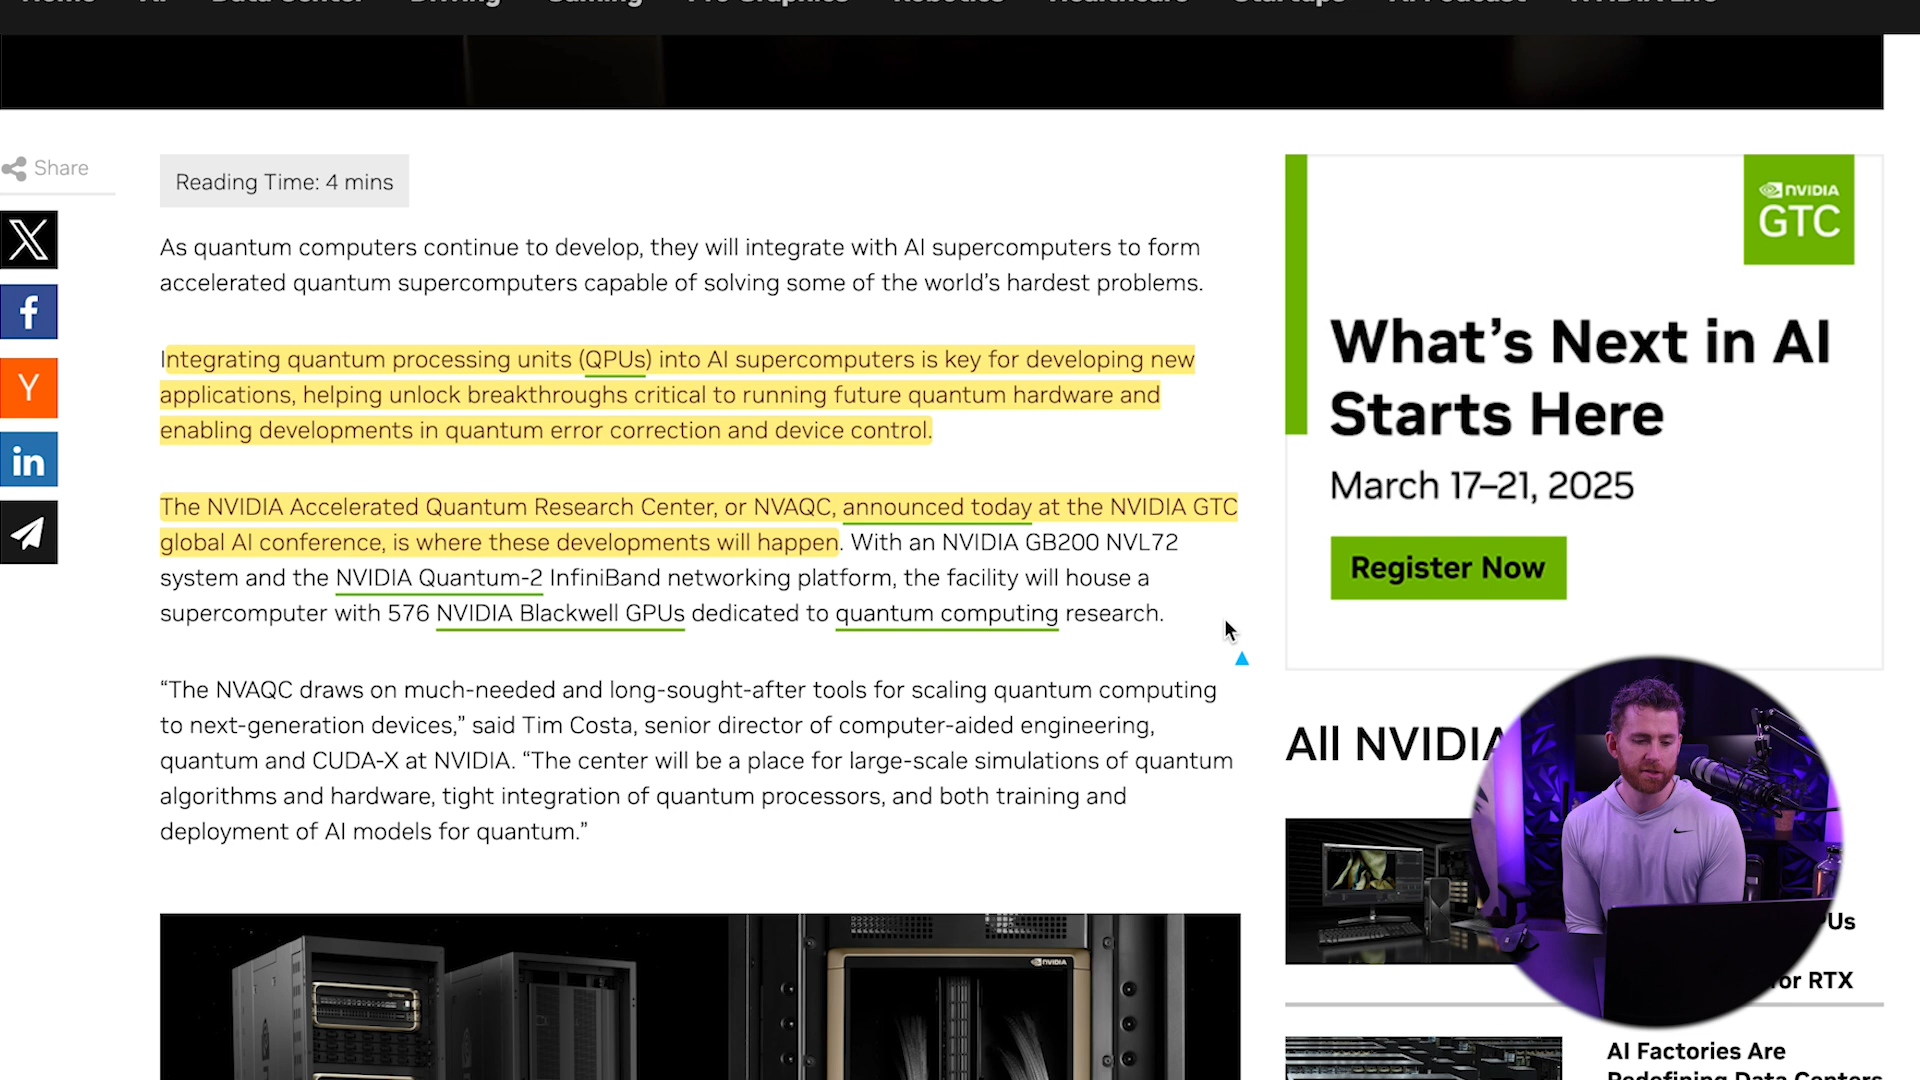 Home AI Data Center Driving Gaming Pro Graphics Robotics Healthcare Startups AI Podcast NVIDIA Life
Share
Reading Time: 4 mins
As quantum computers continue to develop, they will integrate with AI supercomputers to form
accelerated quantum supercomputers capable of solving some of the world’s hardest problems.
Integrating quantum processing units (QPUs) into AI supercomputers is key for developing new
applications, helping unlock breakthroughs critical to running future quantum hardware and
enabling developments in quantum error correction and device control.
The NVIDIA Accelerated Quantum Research Center, or NVAQC, announced today at the NVIDIA GTC
global AI conference, is where these developments will happen. With an NVIDIA GB200 NVL72
system and the NVIDIA Quantum-2 InfiniBand networking platform, the facility will house a
supercomputer with 576 NVIDIA Blackwell GPUs dedicated to quantum computing research.
“The NVAQC draws on much-needed and long-sought-after tools for scaling quantum computing
to next-generation devices,” said Tim Costa, senior director of computer-aided engineering,
quantum and CUDA-X at NVIDIA. “The center will be a place for large-scale simulations of quantum
algorithms and hardware, tight integration of quantum processors, and both training and
deployment of AI models for quantum.”
NVIDIA
NVIDIA
GTC
What’s Next in AI
Starts Here
March 17–21, 2025
Register Now
All NVIDIA
Us
for RTX
AI Factories Are
Redefining Data Centers